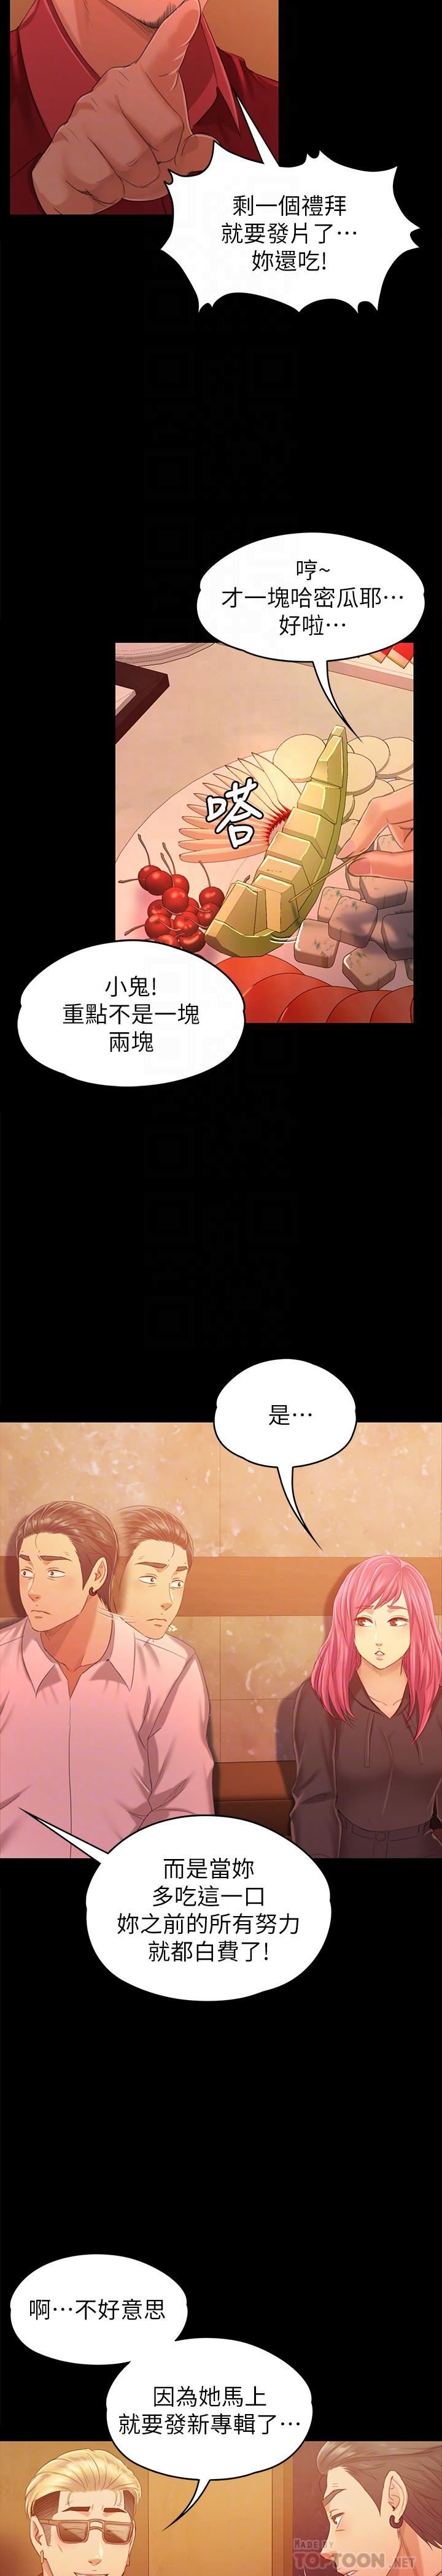 剩一個禮拜
就要發片了…
妳還吃!
哼~
才一塊哈密瓜耶…
好啦…
嗒
小鬼!
重點不是一塊
兩塊
是…
而是當妳
多吃這一口
妳之前的所有努力
就都白費了!
啊…不好意思
因為她馬上
就要發新專輯了…
MADE BY
TOPTOON.NET